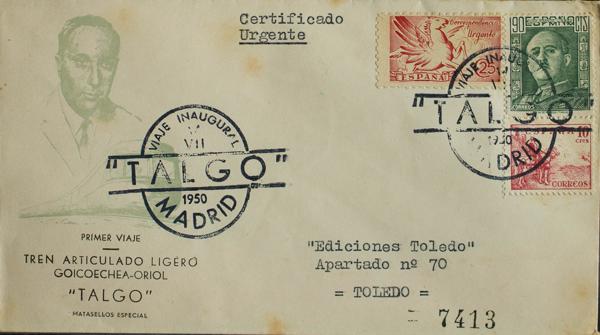 Certificado
Urgente
Correspondencia
Urgente
ESPAÑA
25
90
ESPAÑA
CTS
CORREOS
10
CTS
CORREOS
VIAJE INAUGURAL
VII
"TALGO"
1950
MADRID
VIAJE INAUGURAL
"TALGO"
1950
MADRID
PRIMER VIAJE
TREN ARTICULADO LIGERO
GOICOECHEA-ORIOL
"TALGO"
MATASELLOS ESPECIAL
"Ediciones Toledo"
Apartado nº 70
= TOLEDO =
7413